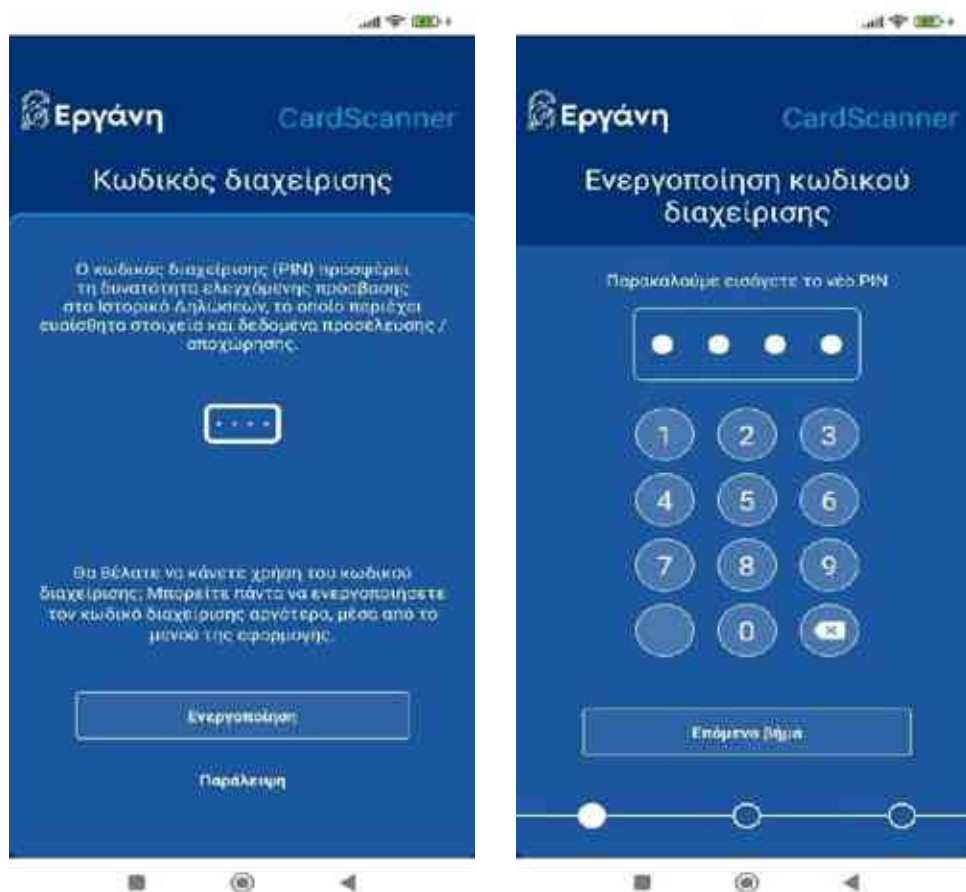 Εργάνη CardScanner
Κωδικός διαχείρισης
Ο κωδικός διαχείρισης (PIN) προσφέρει
τη δυνατότητα ελεγχόμενης πρόσβασης
στο Ιστορικό Δηλώσεων, το οποίο περιέχει
ευαίσθητα στοιχεία και δεδομένα προσέλευσης /
αποχώρησης.
Θα θέλατε να κάνετε χρήση του κωδικού
διαχείρισης; Μπορείτε πάντα να ενεργοποιήσετε
τον κωδικό διαχείρισης αργότερα, μέσα από το
μενού της εφαρμογής.
Ενεργοποίηση
Παράλειψη
Εργάνη CardScanner
Ενεργοποίηση κωδικού
διαχείρισης
Παρακαλούμε εισάγετε το νέο PIN
1 2 3
4 5 6
7 8 9
0
Επόμενο βήμα